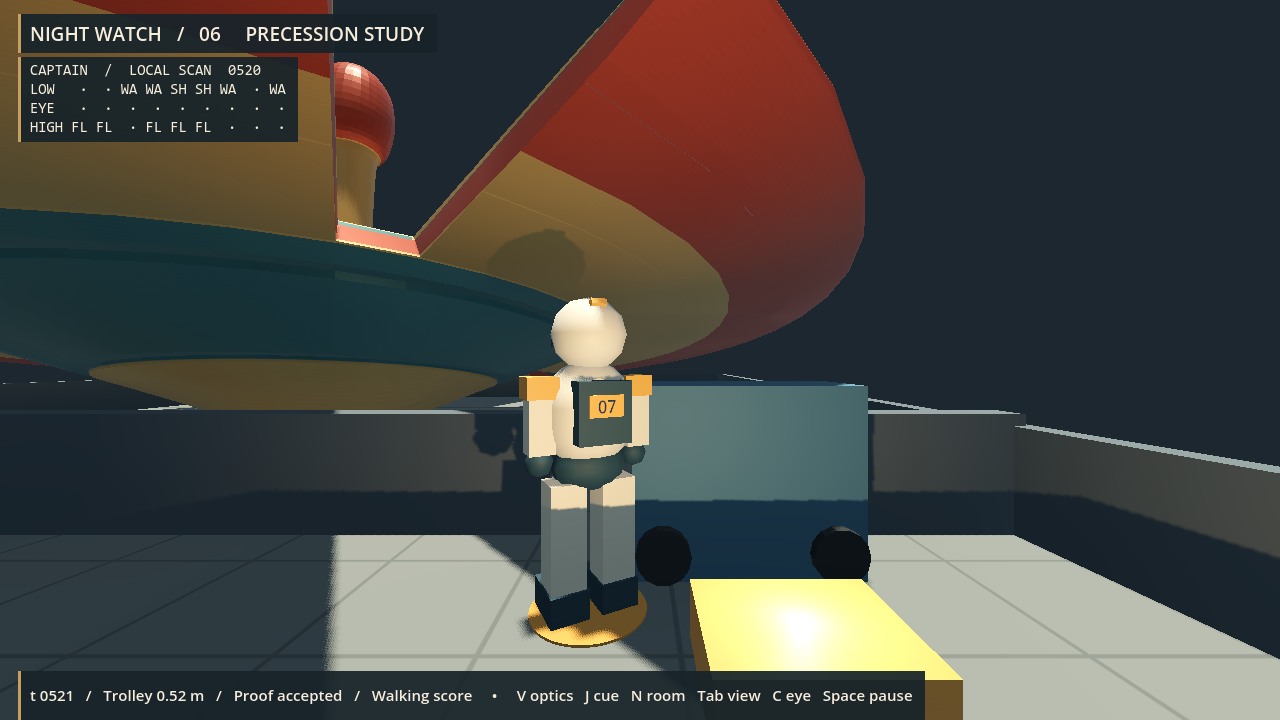 NIGHT WATCH / 06 PRECESSION STUDY
CAPTAIN / LOCAL SCAN 0520
LOW · · WA WA SH SH WA · WA
EYE · · · · · · · · ·
HIGH FL FL · FL FL FL · · ·
07
t 0521 / Trolley 0.52 m / Proof accepted / Walking score • V optics J cue N room Tab view C eye Space pause